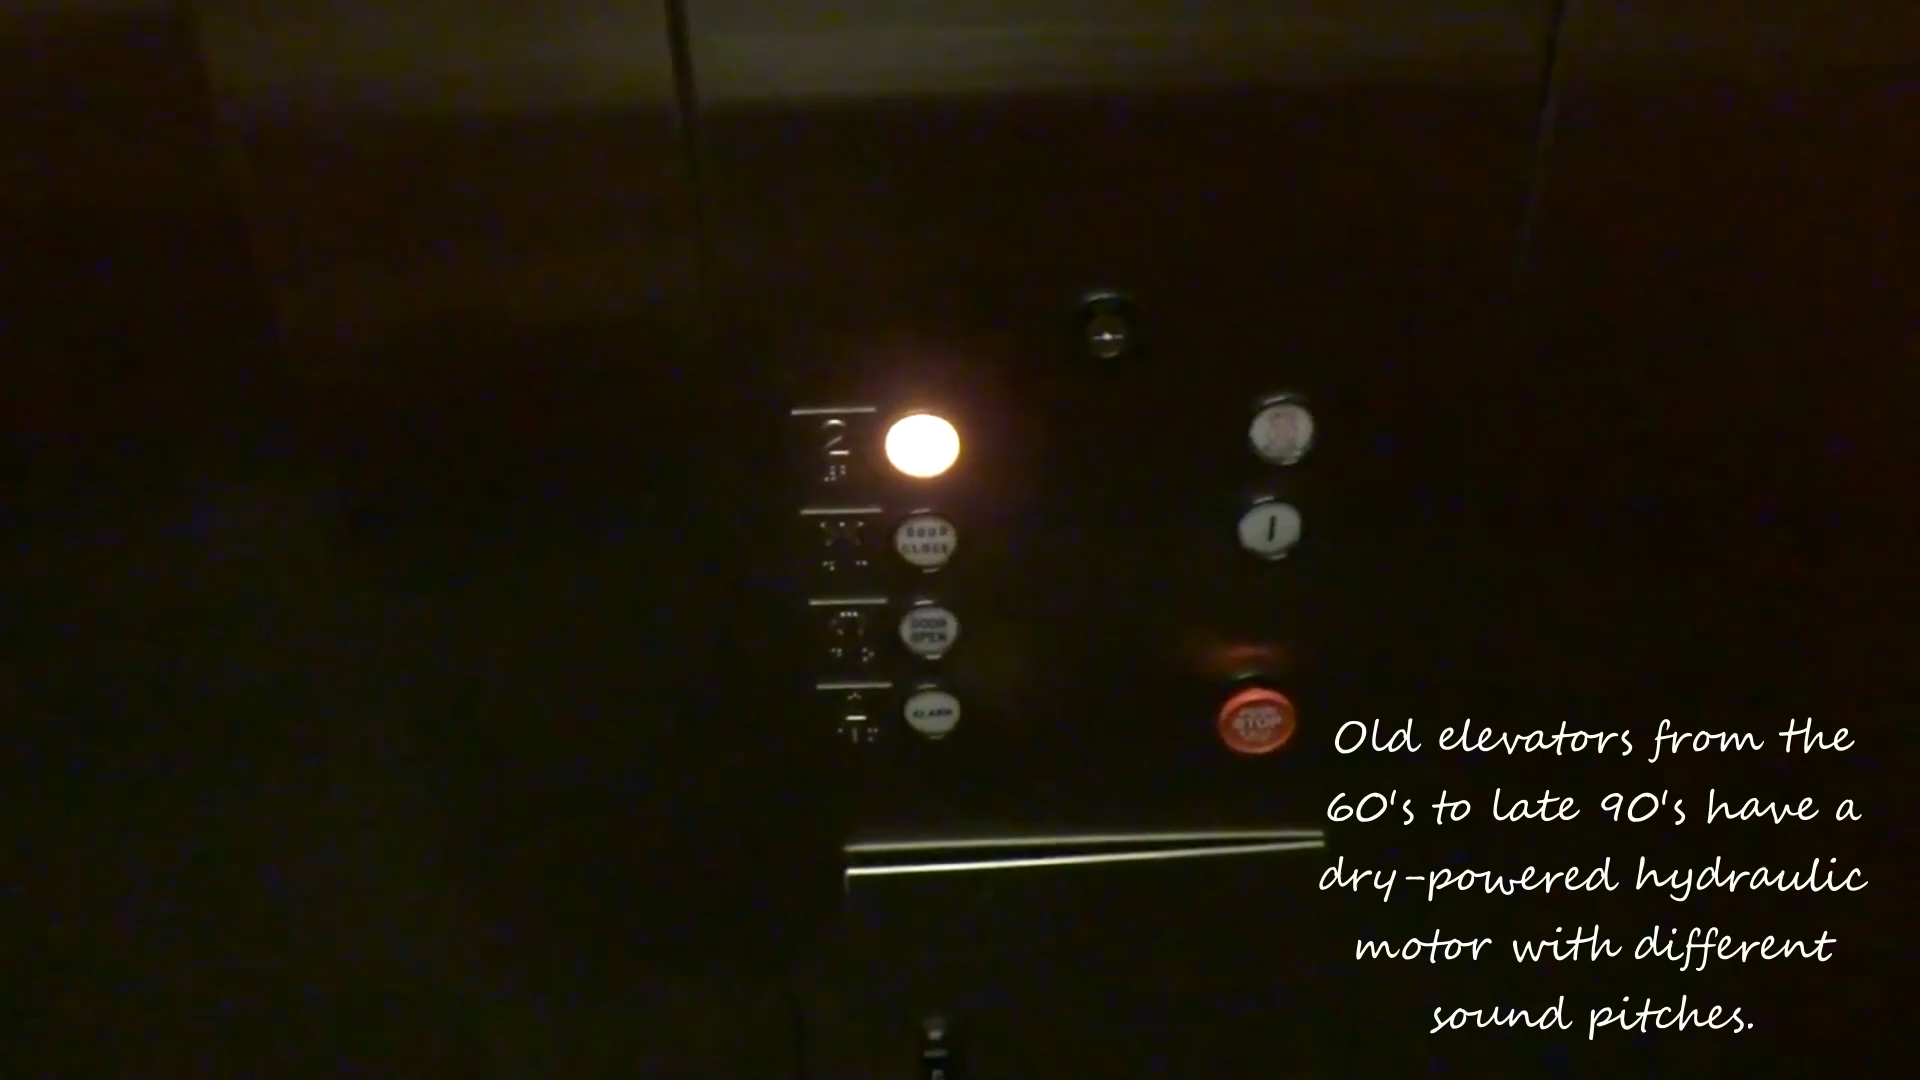 2
DOOR
CLOSE
DOOR
OPEN
ALARM
1
STOP
Old elevators from the
60's to late 90's have a
dry-powered hydraulic
motor with different
sound pitches.